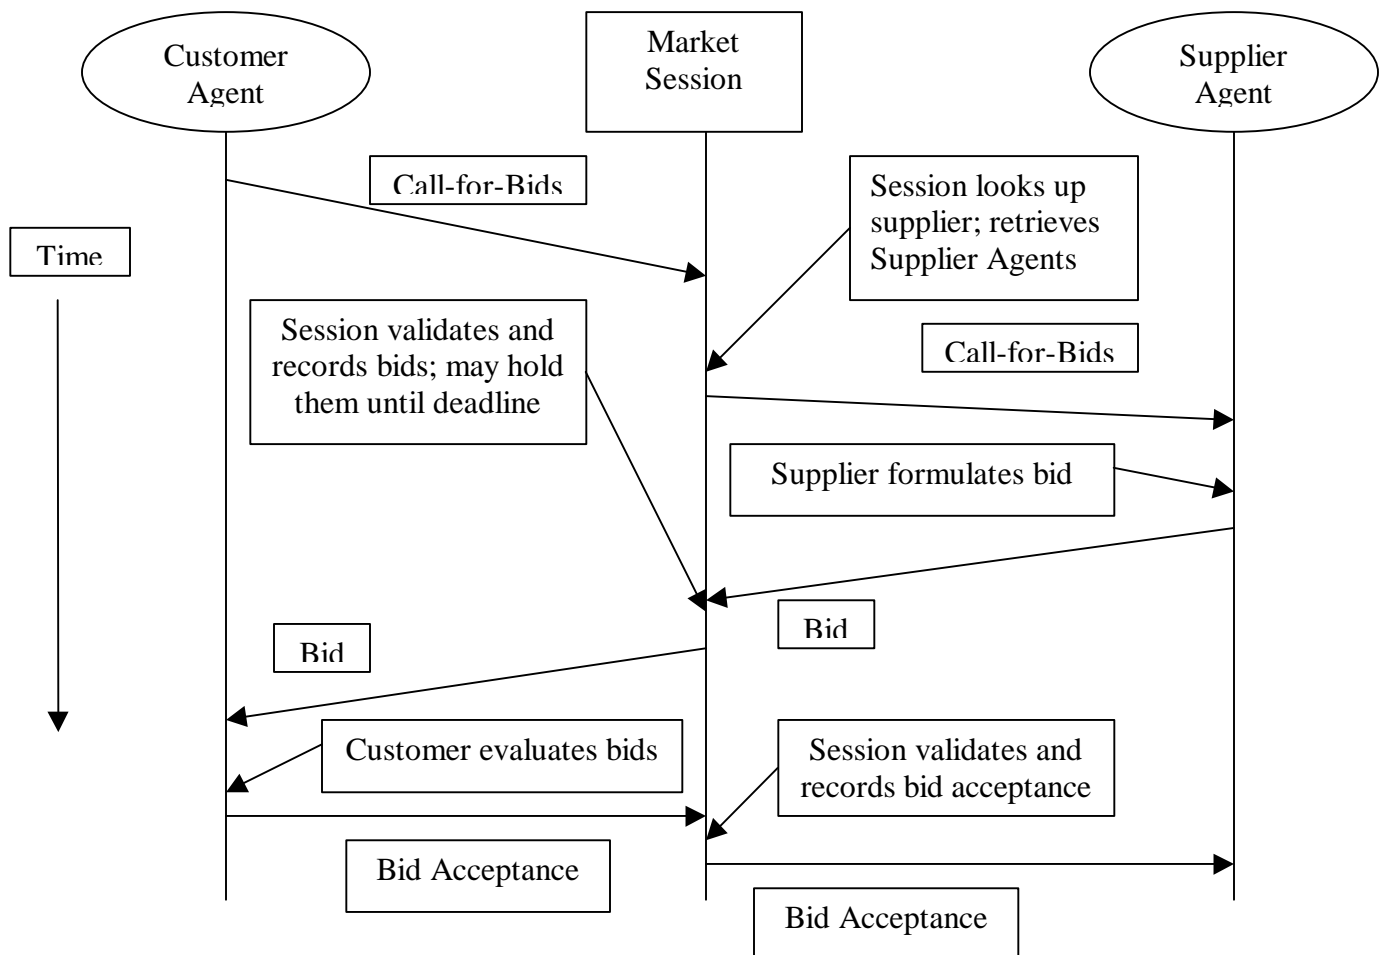 Customer
Agent
Market
Session
Supplier
Agent
Call-for-Bids
Session looks up
supplier; retrieves
Supplier Agents
Time
Session validates and
records bids; may hold
them until deadline
Call-for-Bids
Supplier formulates bid
Bid
Bid
Customer evaluates bids
Session validates and
records bid acceptance
Bid Acceptance
Bid Acceptance